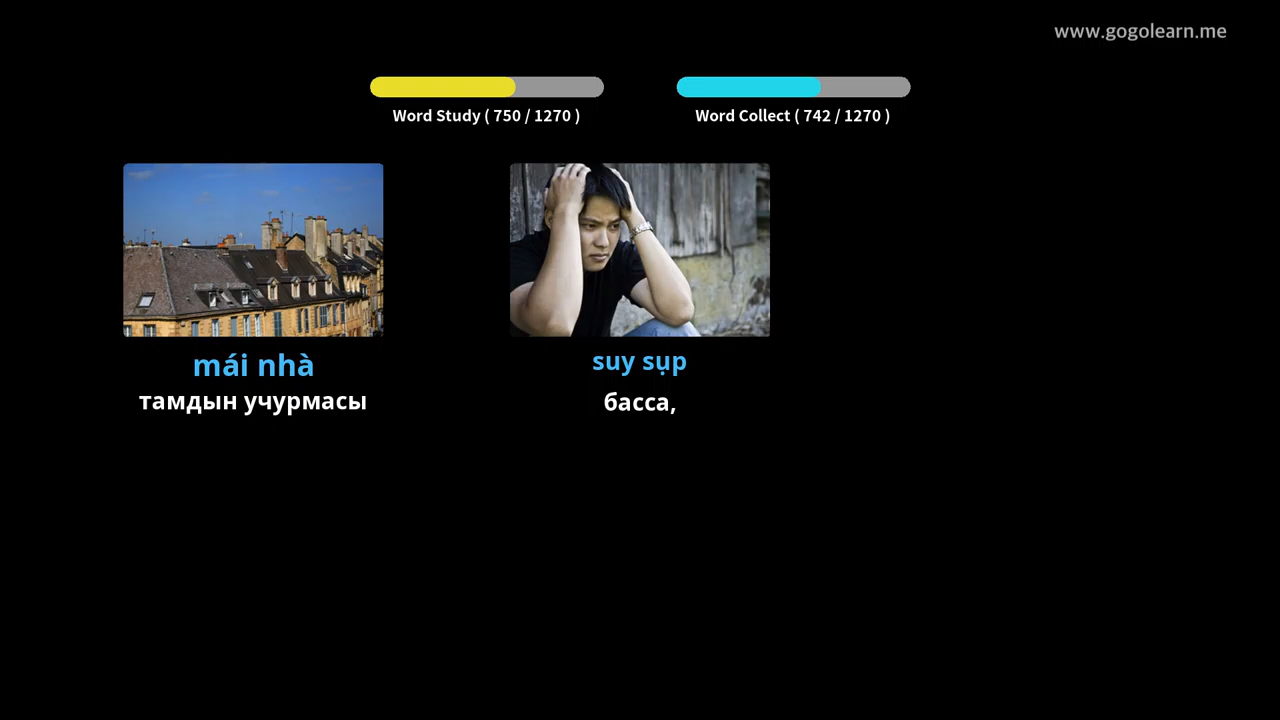 www.gogolearn.me
Word Study ( 750 / 1270 )
Word Collect ( 742 / 1270 )
mái nhà
тамдын учурмасы
suy sụp
басса,